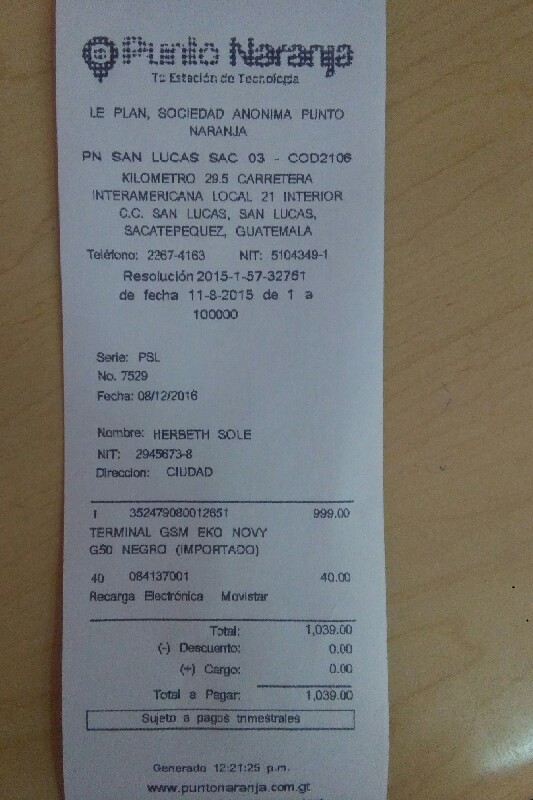 Punto Naranja
Tu Estación de Tecnología
LE PLAN, SOCIEDAD ANONIMA PUNTO
NARANJA
PN SAN LUCAS SAC 03 - COD2106
KILOMETRO 29.5 CARRETERA
INTERAMERICANA LOCAL 21 INTERIOR
C.C. SAN LUCAS, SAN LUCAS,
SACATEPEQUEZ, GUATEMALA
Teléfono: 2267-4163 NIT: 5104349-1
Resolución 2015-1-57-32761
de fecha 11-8-2015 de 1 a
100000
Serie: PSL
No. 7529
Fecha: 08/12/2016
Nombre: HERBETH SOLE
NIT: 2945673-8
Direccion: CIUDAD
1 352479080012651 999.00
TERMINAL GSM EKO NOVY
G50 NEGRO (IMPORTADO)
40 084137001 40.00
Recarga Electrónica Movistar
Total: 1,039.00
(-) Descuento: 0.00
(+) Cargo: 0.00
Total a Pagar: 1,039.00
Sujeto a pagos trimestrales
Generado 12:21:25 p.m.
www.puntonaranja.com.gt